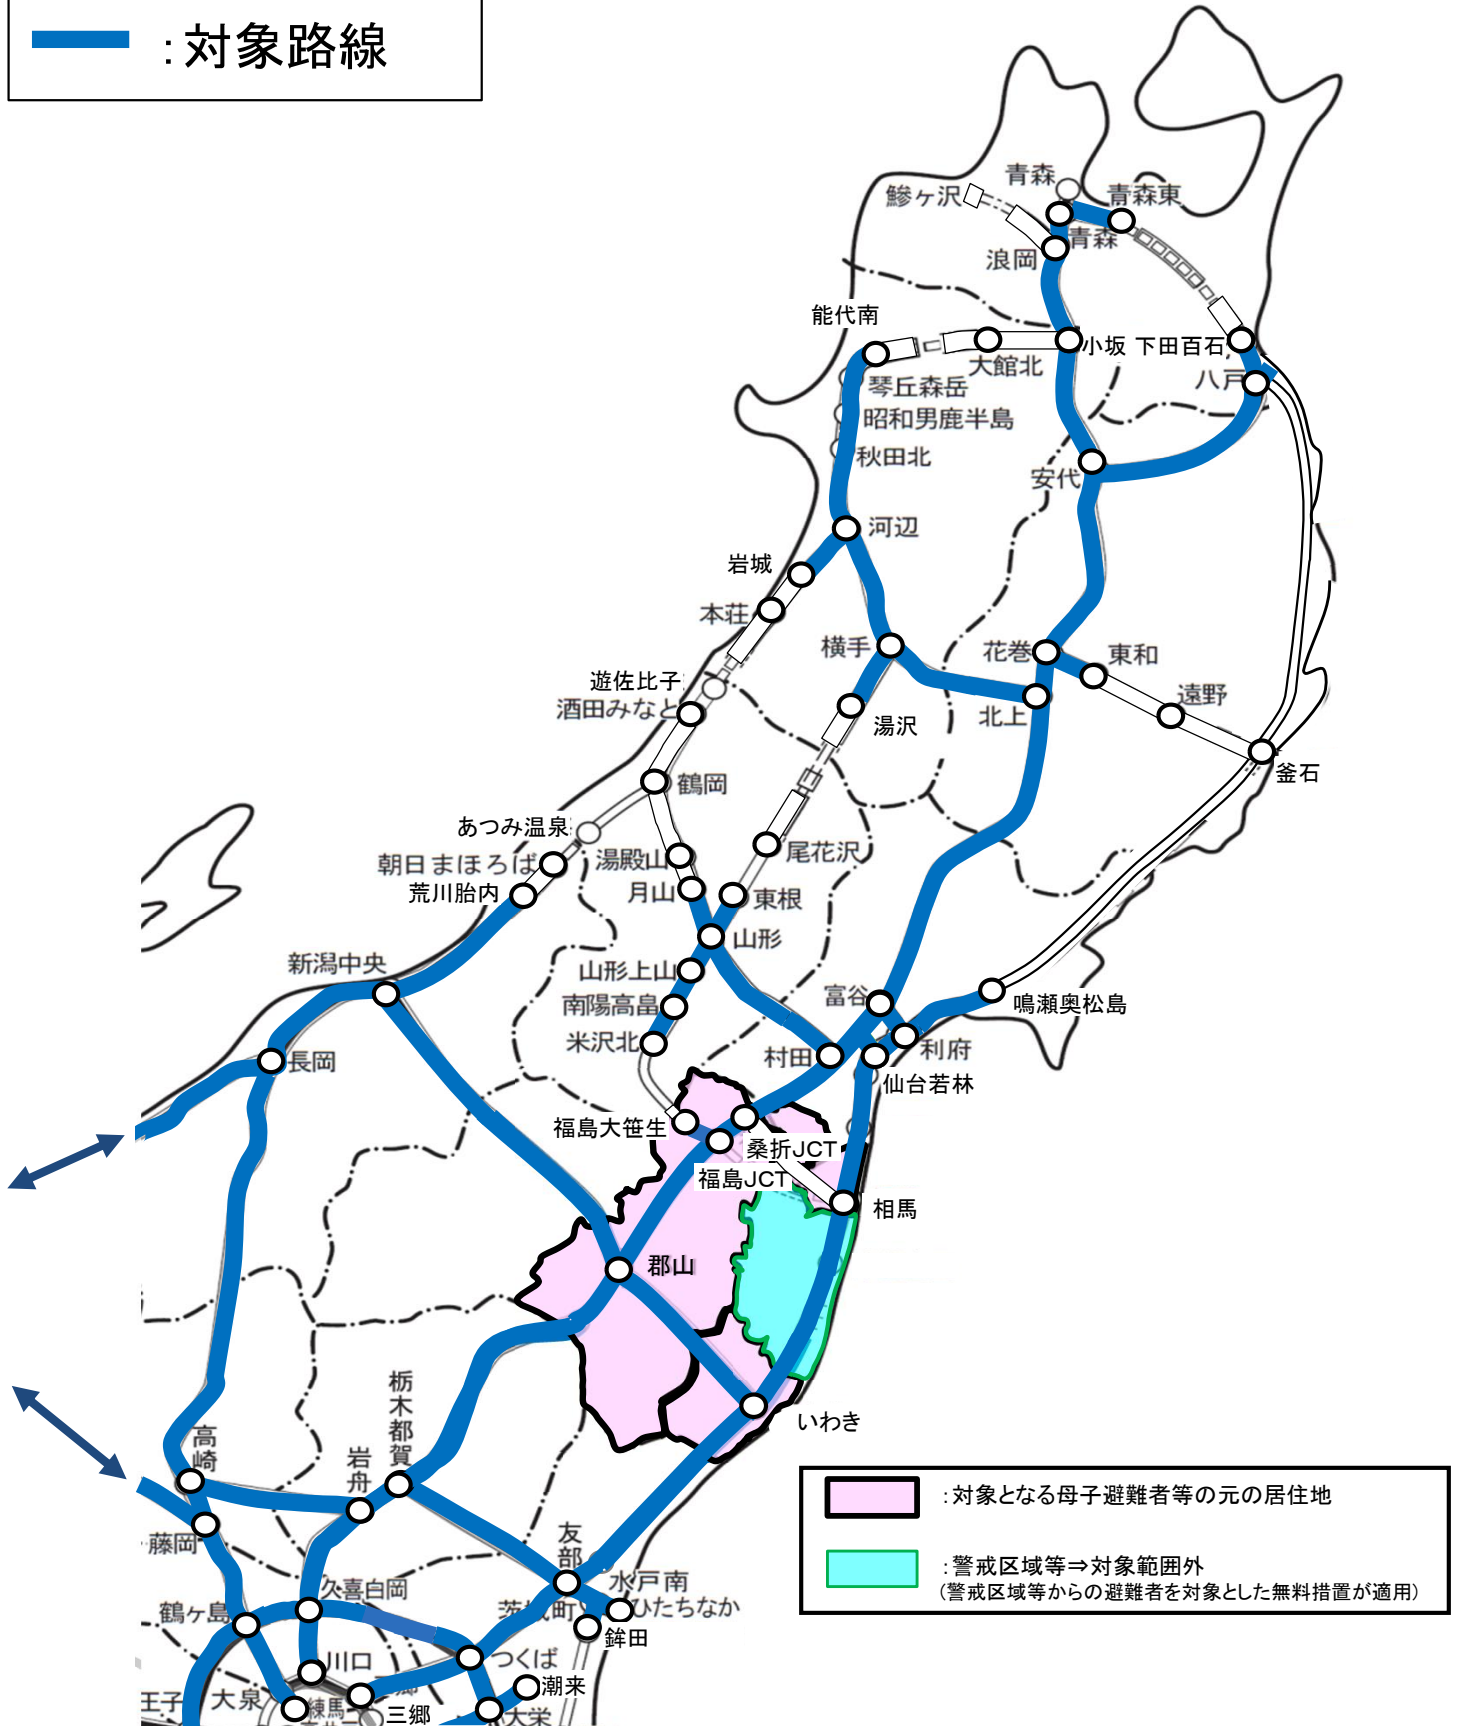 ：対象路線
青森
青森東
鰺ヶ沢
青森
浪岡
能代南
小坂
下田百石
大館北
八戸
琴丘森岳
昭和男鹿半島
秋田北
安代
河辺
岩城
本荘
横手
花巻
東和
遊佐比子
酒田みなと
湯沢
北上
遠野
釜石
鶴岡
あつみ温泉
朝日まほろば
湯殿山
尾花沢
荒川胎内
月山
東根
山形
新潟中央
山形上山
南陽高畠
富谷
鳴瀬奥松島
米沢北
村田
利府
長岡
仙台若林
福島大笹生
桑折JCT
福島JCT
相馬
郡山
いわき
栃木都賀
高崎
岩舟
：対象となる母子避難者等の元の居住地
藤岡
友部
：警戒区域等⇒対象範囲外
(警戒区域等からの避難者を対象とした無料措置が適用)
久喜白岡
水戸南
鶴ヶ島
茨城町
ひたちなか
鉾田
川口
つくば
潮来
王子
大泉
練馬
三郷
大栄